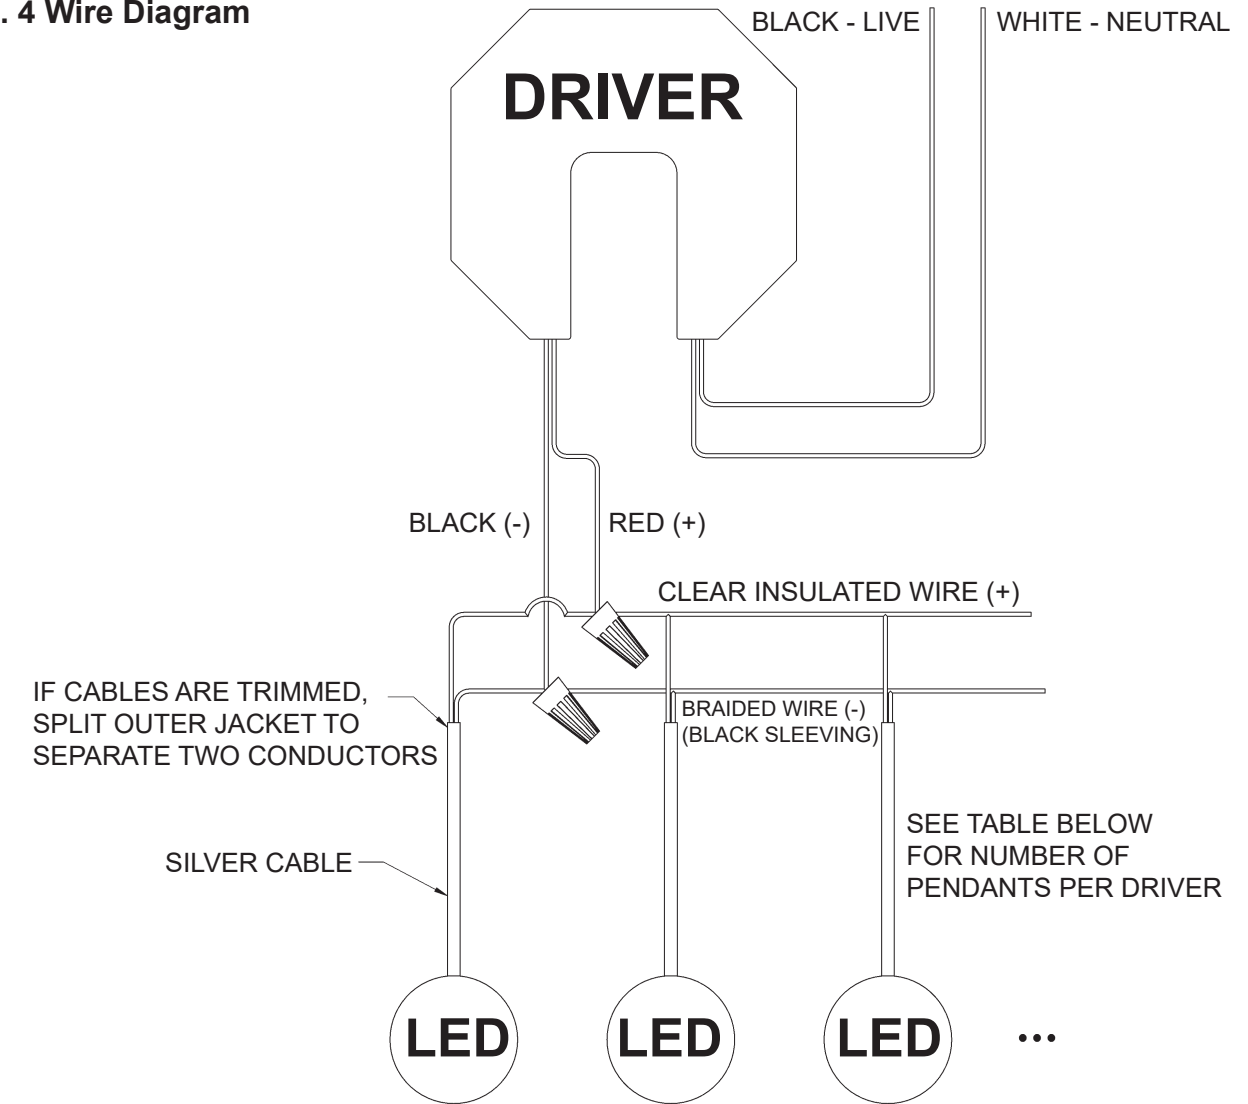 . 4 Wire Diagram
BLACK - LIVE
WHITE - NEUTRAL
DRIVER
BLACK (-)
RED (+)
CLEAR INSULATED WIRE (+)
IF CABLES ARE TRIMMED,
SPLIT OUTER JACKET TO
SEPARATE TWO CONDUCTORS
BRAIDED WIRE (-)
(BLACK SLEEVING)
SILVER CABLE
SEE TABLE BELOW
FOR NUMBER OF
PENDANTS PER DRIVER
LED
LED
LED
...